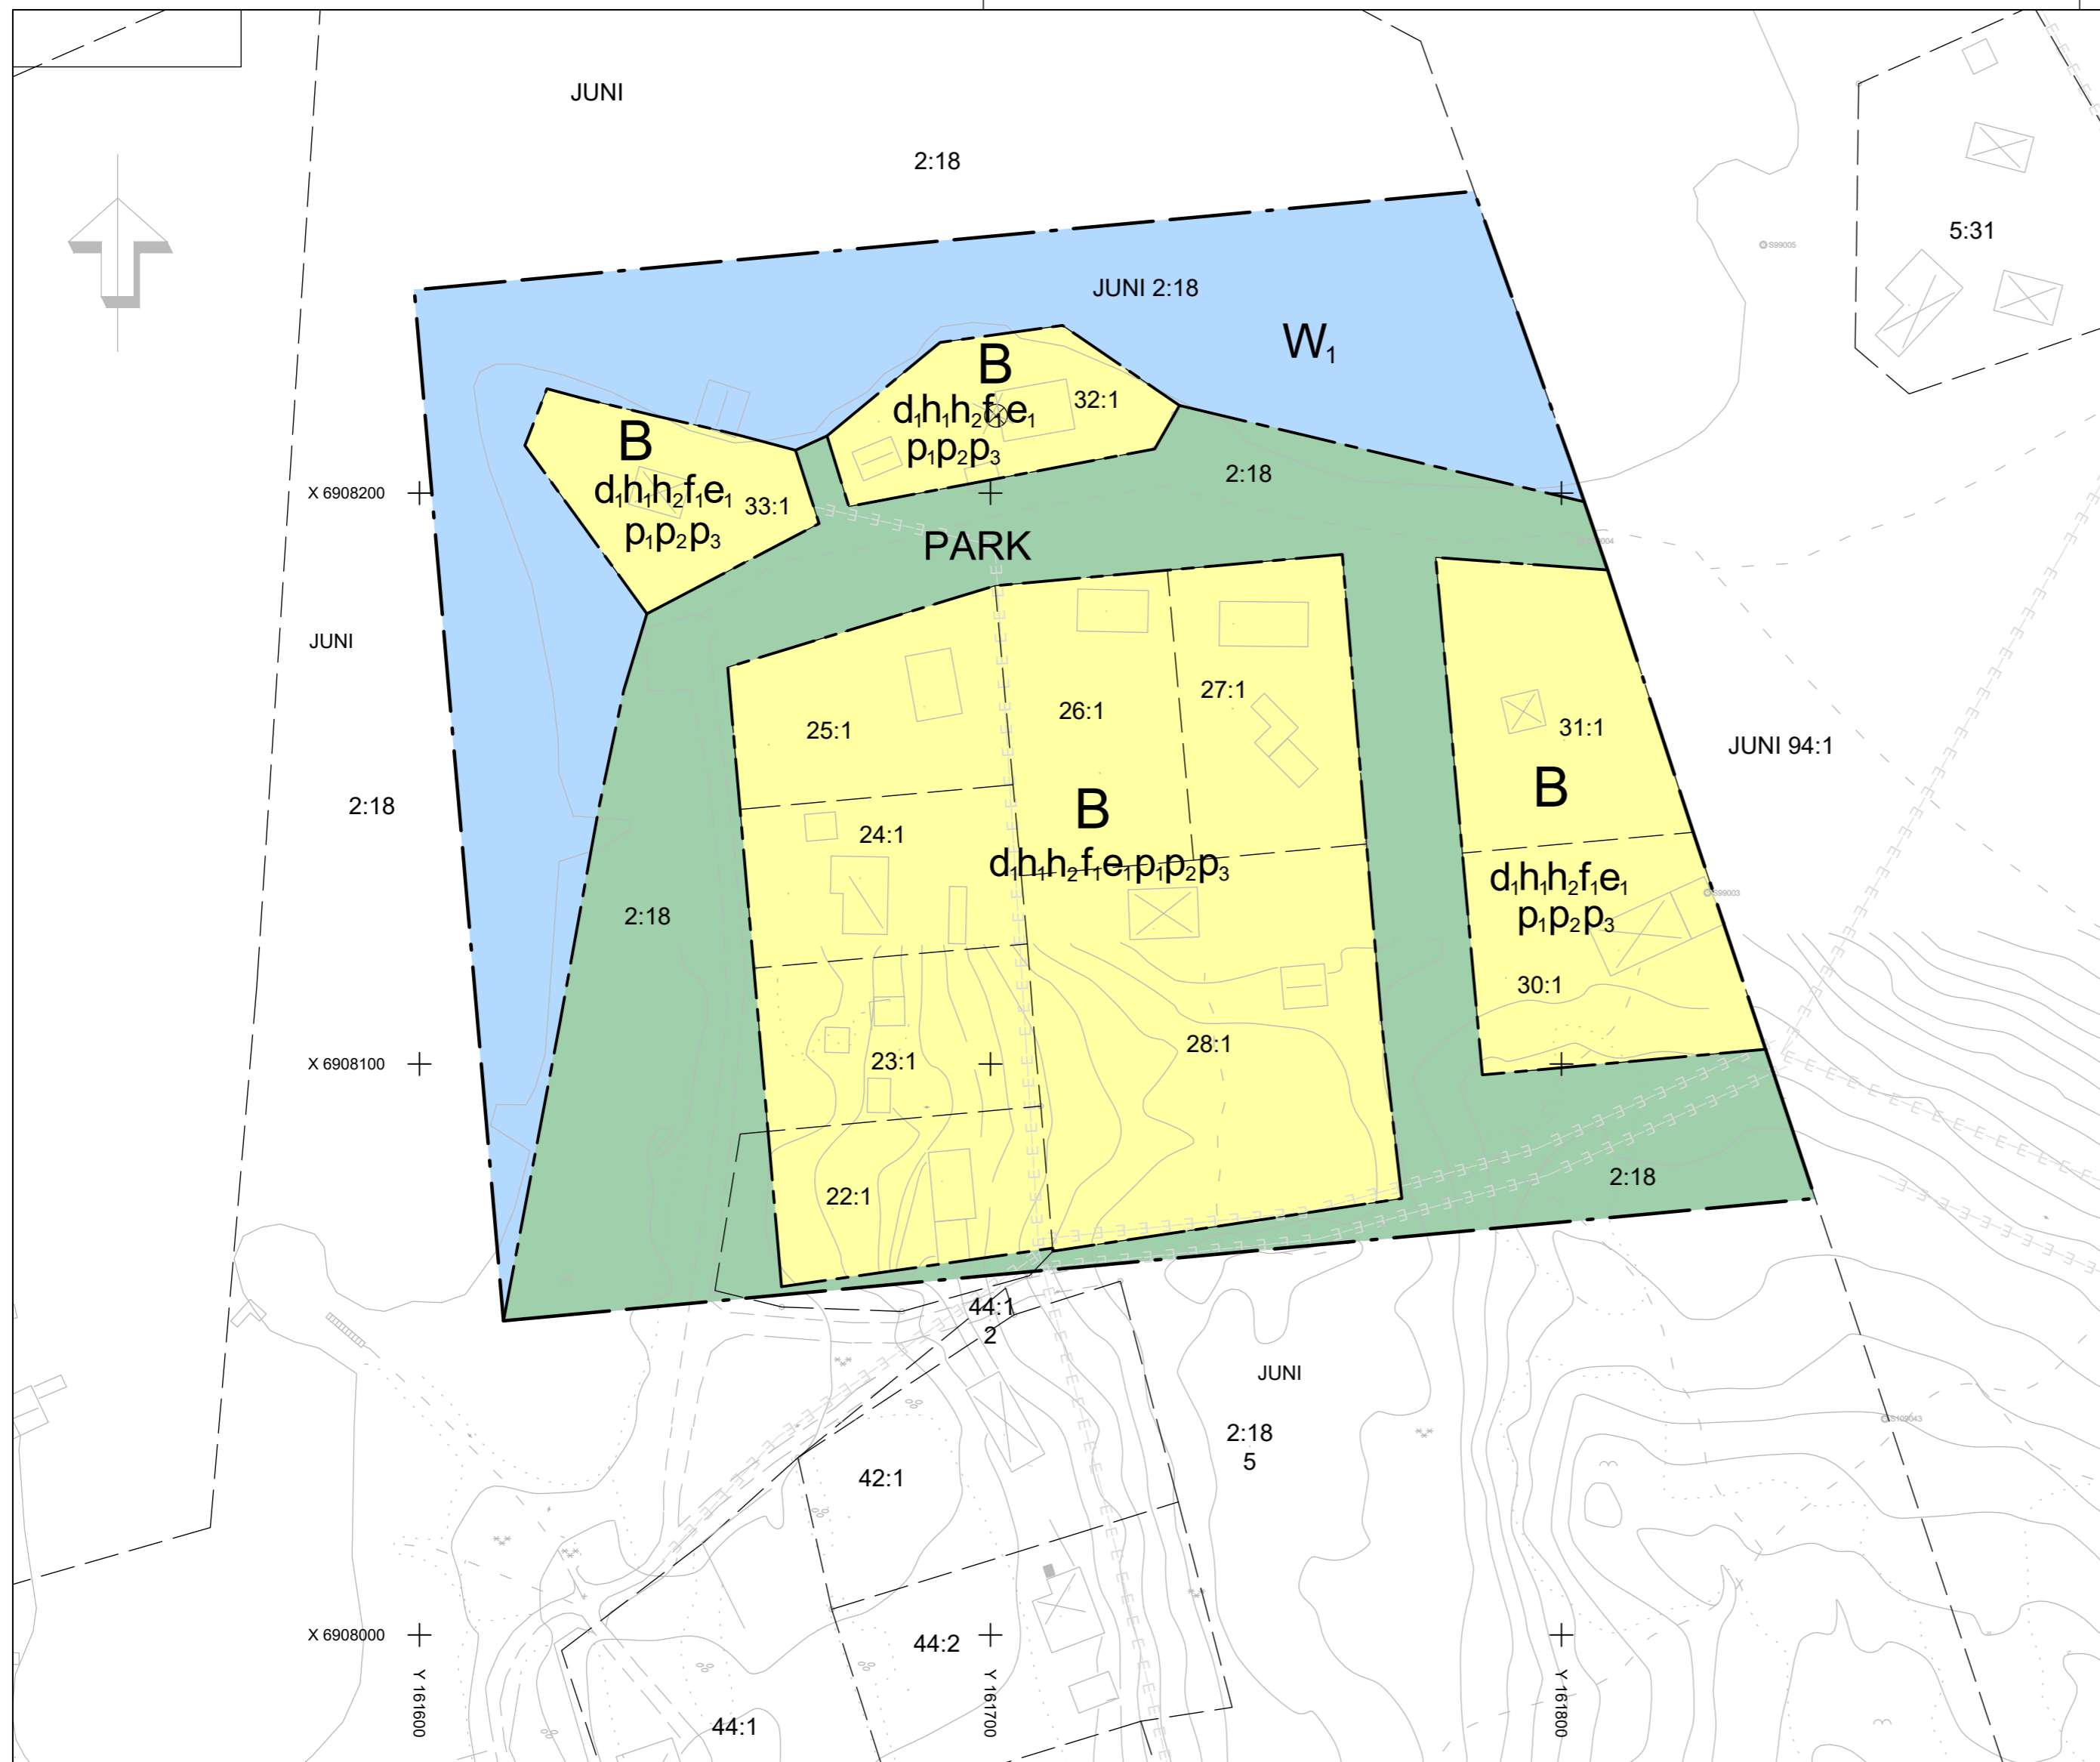 JUNI
2:18
5:31
S99005
JUNI 2:18
W₁
B
d₁h₁h₂f₁e₁
p₁p₂p₃
32:1
B
d₁h₁h₂f₁e₁
p₁p₂p₃
33:1
2:18
X 6908200
PARK
JUNI
2:18
25:1
26:1
27:1
31:1
JUNI 94:1
B
24:1
B
d₁h₁h₂f₁e₁p₁p₂p₃
d₁h₁h₂f₁e₁
p₁p₂p₃
S99003
2:18
30:1
28:1
23:1
X 6908100
22:1
2:18
44:1
2
JUNI
2:18
5
S109043
42:1
X 6908000
44:2
Y 161600
Y 161700
Y 161800
44:1